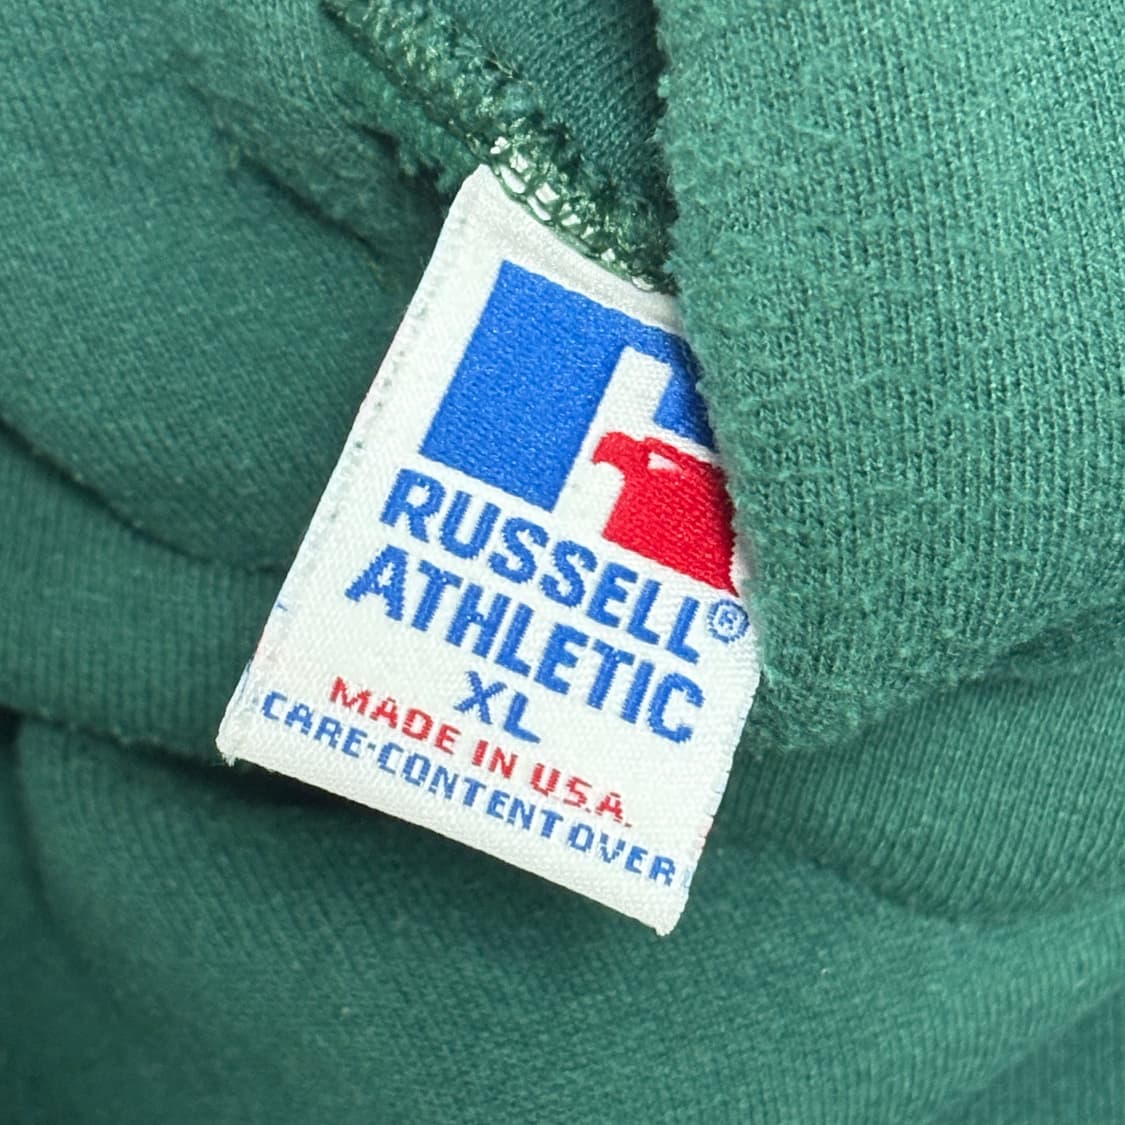 RUSSELL®
ATHLETIC
XL
MADE IN U.S.A.
CARE-CONTENT OVER